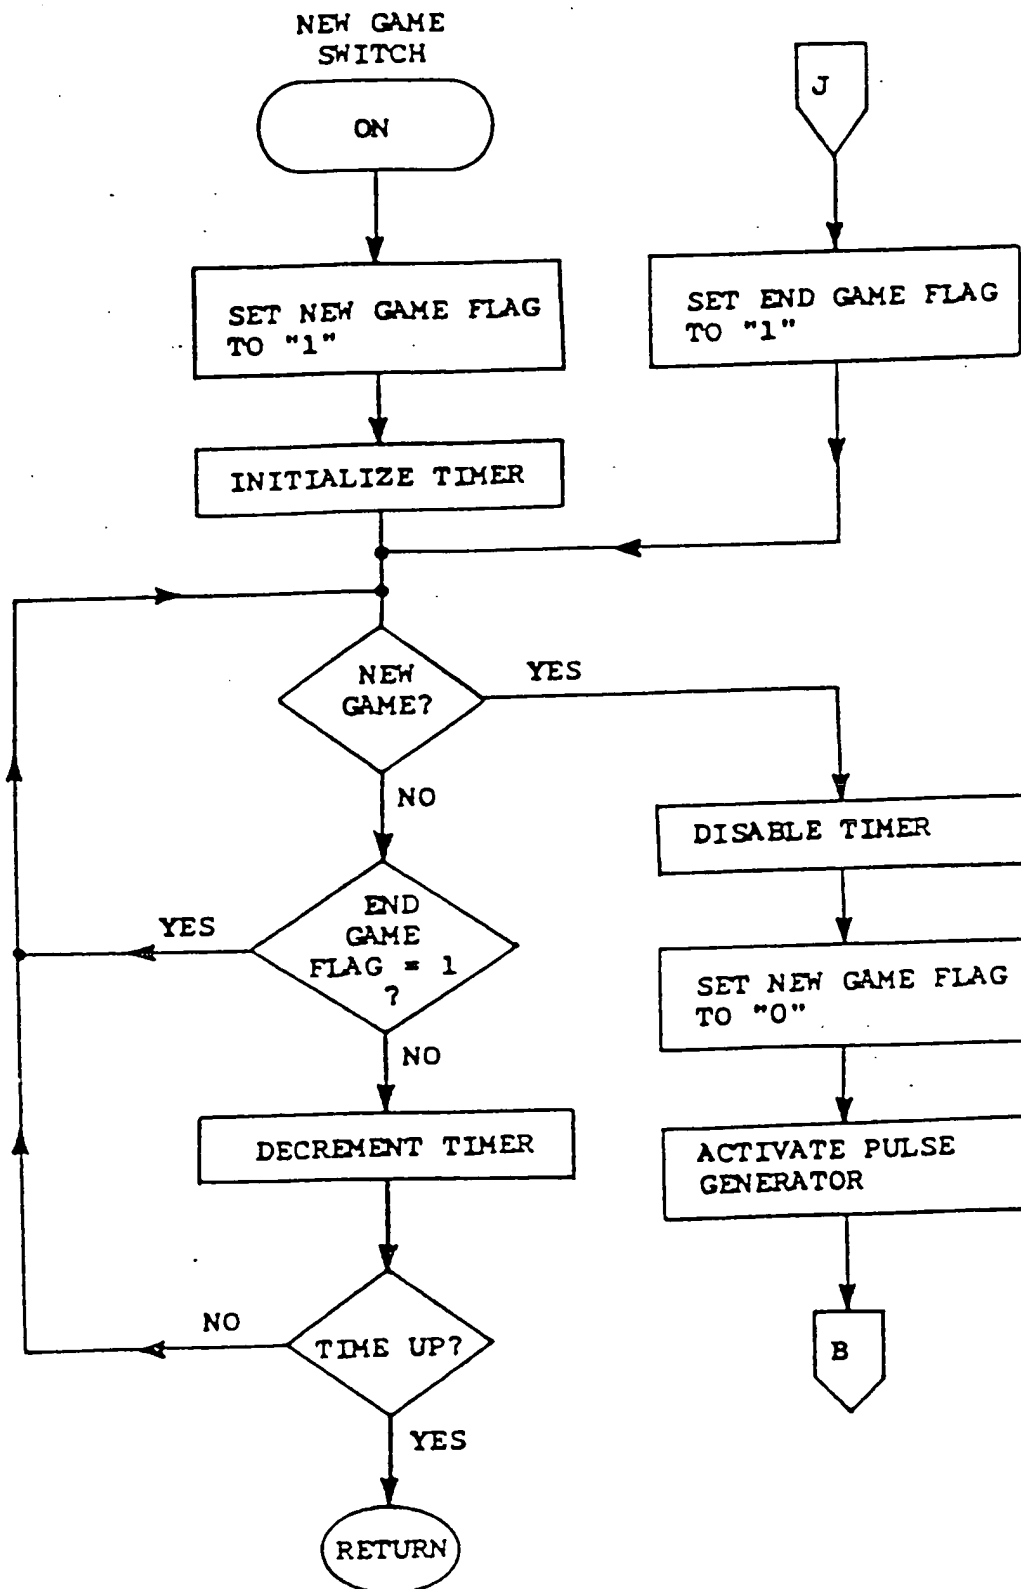 NEW GAME
SWITCH
ON
J
SET NEW GAME FLAG
TO "1"
SET END GAME FLAG
TO "1"
INITIALIZE TIMER
NEW
GAME?
YES
NO
DISABLE TIMER
END
GAME
FLAG = 1
?
YES
NO
SET NEW GAME FLAG
TO "0"
DECREMENT TIMER
ACTIVATE PULSE
GENERATOR
TIME UP?
NO
YES
B
RETURN